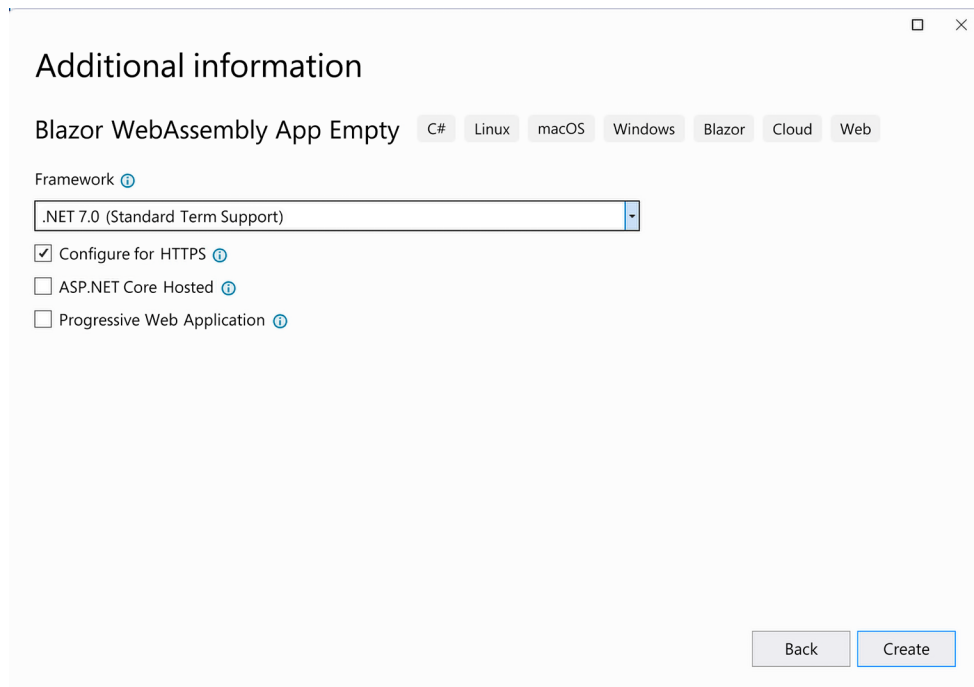 Additional information
Blazor WebAssembly App Empty C# Linux macOS Windows Blazor Cloud Web
Framework
.NET 7.0 (Standard Term Support)
Configure for HTTPS
ASP.NET Core Hosted
Progressive Web Application
Back Create